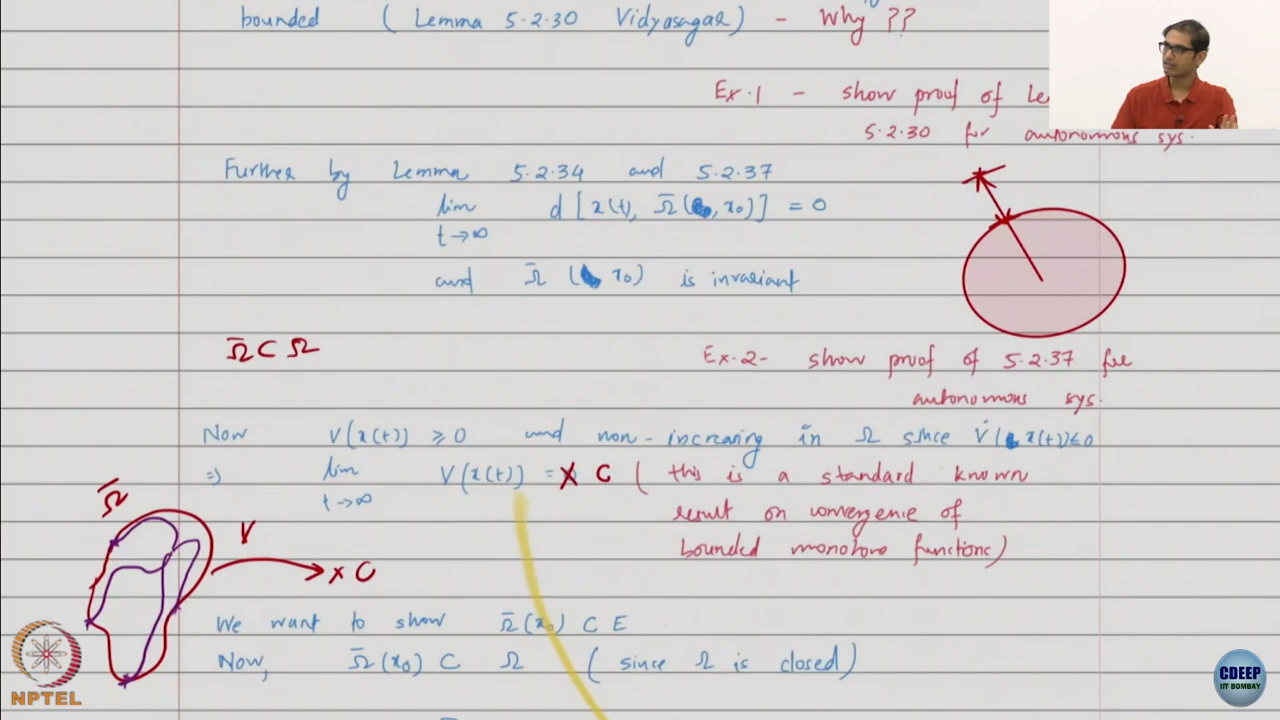 bounded ( Lemma 5.2.30 Vidyasagar) - Why ??
Ex.1 - show proof of Le
5.2.30 for autonomous sys.
Further by Lemma 5.2.34 and 5.2.37
lim d [x(t), Ω̄( , x₀)] = 0
t→∞
and Ω̄ ( x₀) is invariant
Ω̄ ⊂ Ω
Ex.2- show proof of 5.2.37 for
autonomous sys.
Now V(x(t)) ≥ 0 and non-increasing in Ω since V̇( x(t)) ≤ 0
⇒ lim V(x(t)) = C ( this is a standard known
t→∞ result on convergence of
bounded monotone functions)
Ω̄
V
x C
We want to show Ω̄(x₀) ⊂ E
Now, Ω̄(x₀) ⊂ Ω ( since Ω is closed)
NPTEL
CDEEP
IIT BOMBAY